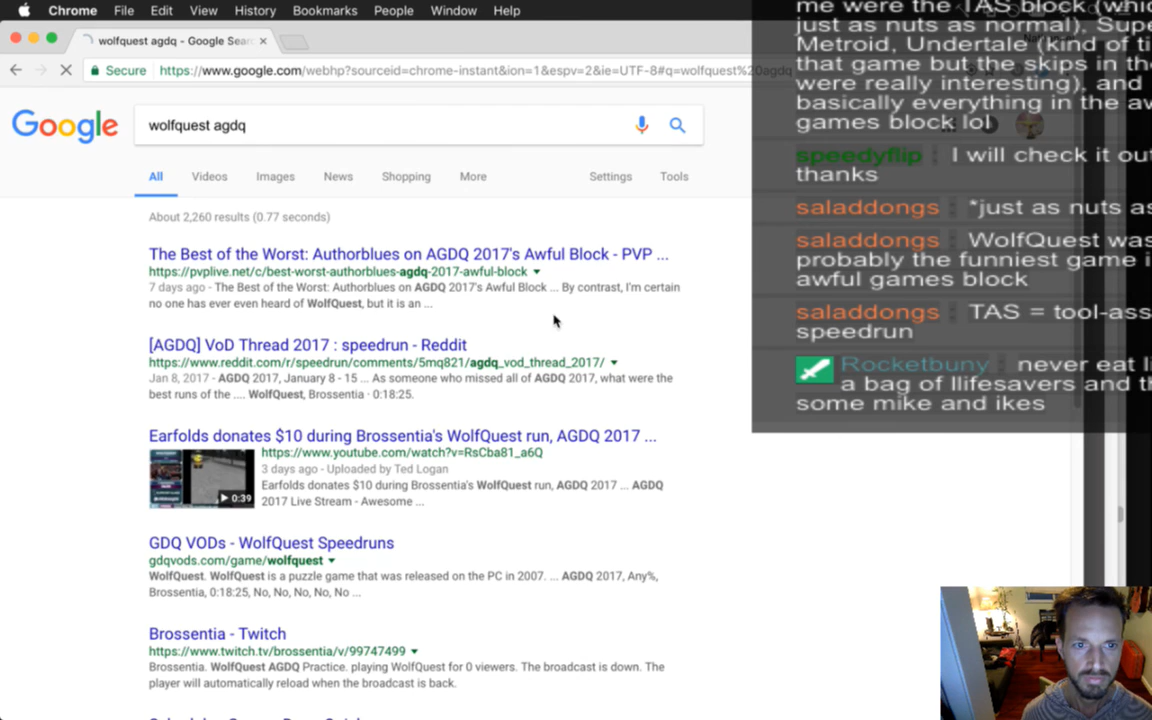 Chrome File Edit View History Bookmarks People Window Help
wolfquest agdq - Google Sear
Secure https://www.google.com/webhp?sourceid=chrome-instant&ion=1&espv=2&ie=UTF-8#q=wolfquest%20agdq
Google
wolfquest agdq
All Videos Images News Shopping More Settings Tools
About 2,260 results (0.77 seconds)
The Best of the Worst: Authorblues on AGDQ 2017's Awful Block - PVP ...
https://pvplive.net/c/best-worst-authorblues-agdq-2017-awful-block
7 days ago - The Best of the Worst: Authorblues on AGDQ 2017's Awful Block ... By contrast, I'm certain
no one has ever even heard of WolfQuest, but it is an ...
[AGDQ] VoD Thread 2017 : speedrun - Reddit
https://www.reddit.com/r/speedrun/comments/5mq821/agdq_vod_thread_2017/
Jan 8, 2017 - AGDQ 2017, January 8 - 15 ... As someone who missed all of AGDQ 2017, what were the
best runs of the .... WolfQuest, Brossentia · 0:18:25.
Earfolds donates $10 during Brossentia's WolfQuest run, AGDQ 2017 ...
https://www.youtube.com/watch?v=RsCba81_a6Q
3 days ago - Uploaded by Ted Logan
Earfolds donates $10 during Brossentia's WolfQuest run, AGDQ 2017 ... AGDQ
2017 Live Stream - Awesome ...
0:39
GDQ VODs - WolfQuest Speedruns
gdqvods.com/game/wolfquest
WolfQuest. WolfQuest is a puzzle game that was released on the PC in 2007. ... AGDQ 2017, Any%,
Brossentia, 0:18:25, No, No, No, No, No ...
Brossentia - Twitch
https://www.twitch.tv/brossentia/v/99747499
Brossentia. WolfQuest AGDQ Practice. playing WolfQuest for 0 viewers. The broadcast is down. The
player will automatically reload when the broadcast is back.
me were the TAS block (whic
just as nuts as normal), Supe
Metroid, Undertale (kind of ti
that game but the skips in th
were really interesting), and
basically everything in the aw
games block lol
speedyflip : I will check it out
thanks
saladdongs : *just as nuts as
saladdongs : WolfQuest was
probably the funniest game i
awful games block
saladdongs : TAS = tool-ass
speedrun
Rocketbuny : never eat li
a bag of llifesavers and th
some mike and ikes